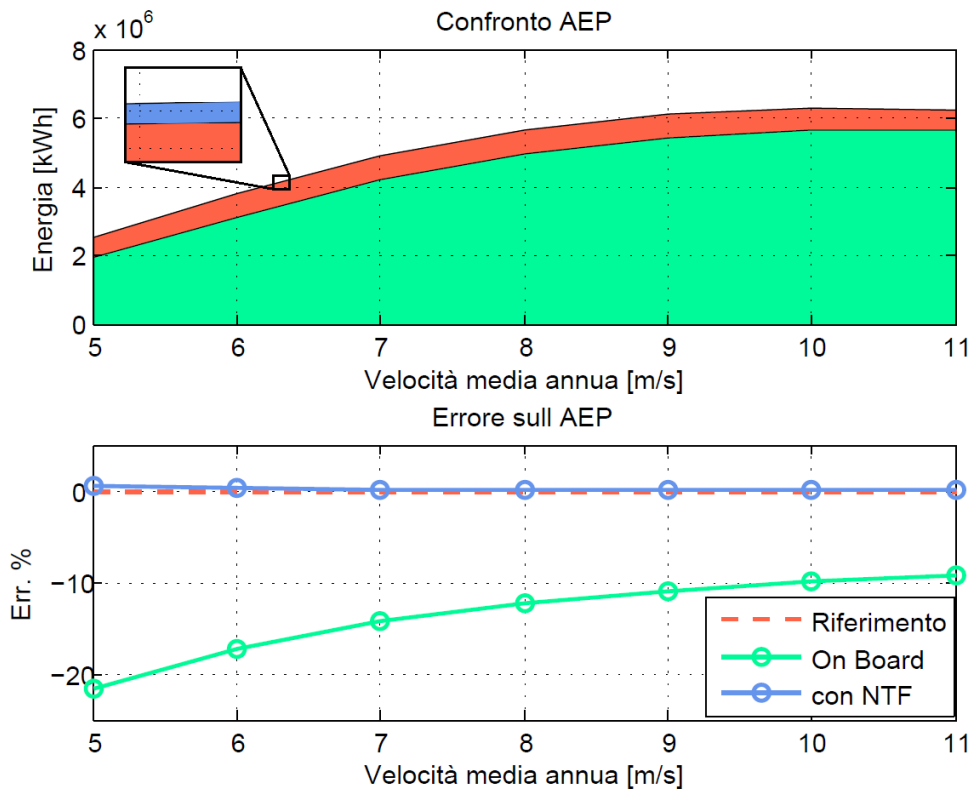 Confronto AEP
x 10^6
Energia [kWh]
8
6
4
2
0
5 6 7 8 9 10 11
Velocità media annua [m/s]
Errore sull AEP
Err. %
0
−10
−20
Riferimento
On Board
con NTF
5 6 7 8 9 10 11
Velocità media annua [m/s]